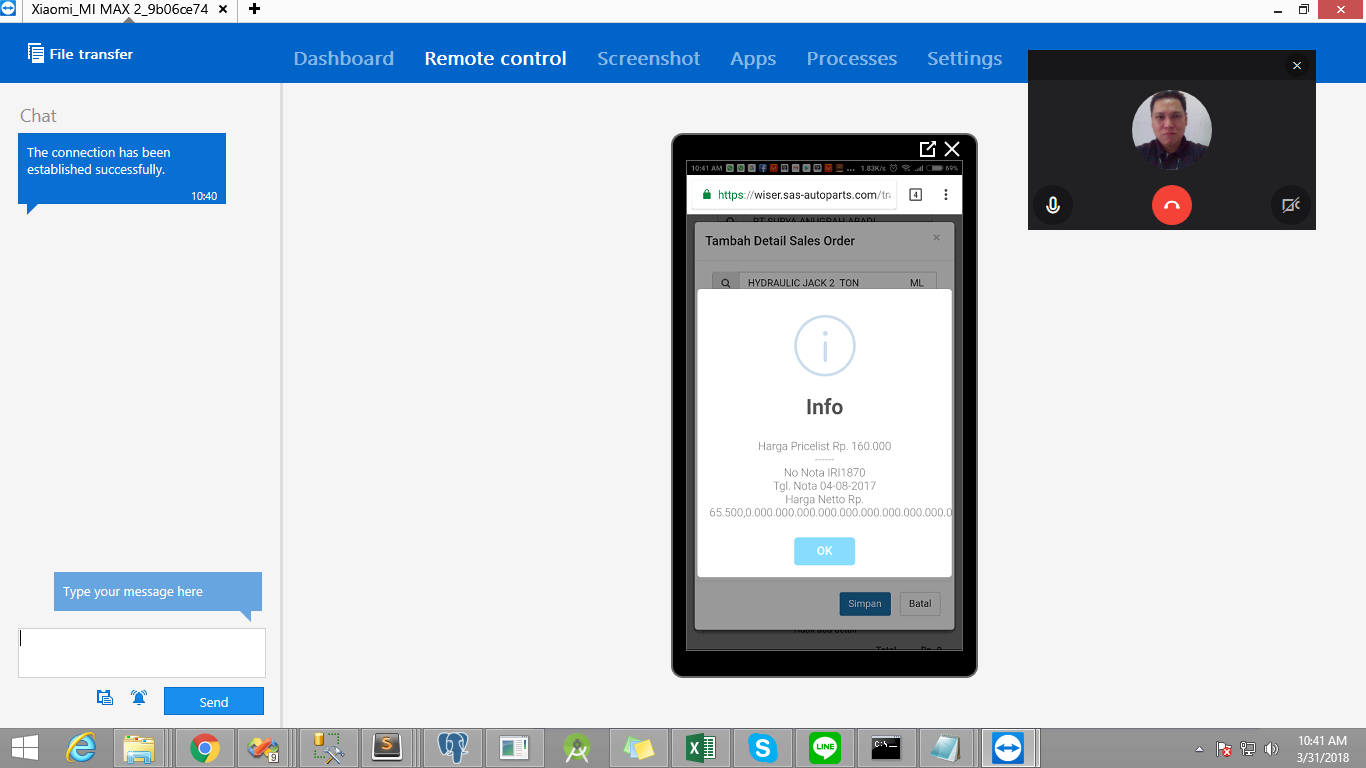 Xiaomi_MI MAX 2_9b06ce74
File transfer
Dashboard
Remote control
Screenshot
Apps
Processes
Settings
Chat
The connection has been
established successfully.
10:40
10:41 AM
1.83K/s
69%
https://wiser.sas-autoparts.com/tr
4
PT SURYA ANUGRAH ABADI
Tambah Detail Sales Order
HYDRAULIC JACK 2 TON ML
Info
Harga Pricelist Rp. 160.000
------
No Nota IRI1870
Tgl. Nota 04-08-2017
Harga Netto Rp.
65.500,0.000.000.000.000.000.000.000.000.000.0
OK
Simpan
Batal
Total
Rp. 0
Type your message here
Send
9
C:\
LINE
10:41 AM
3/31/2018